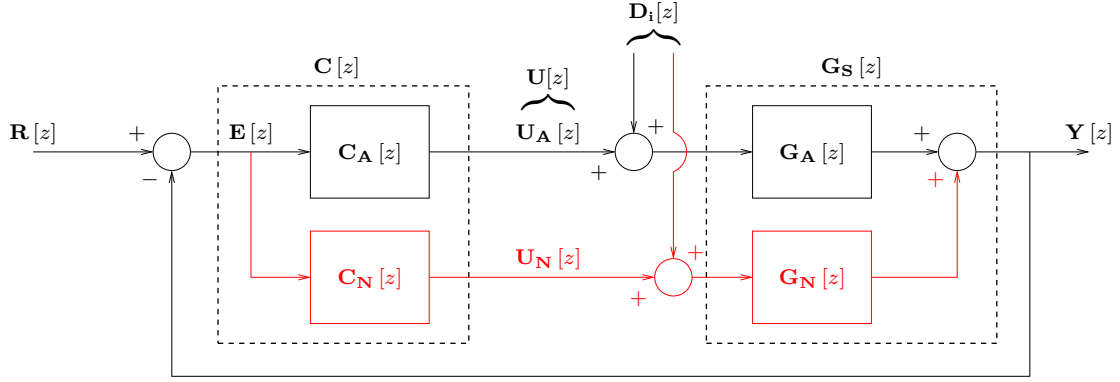 D_i[z]
C[z]
U[z]
G_S[z]
R[z]
+
E[z]
C_A[z]
U_A[z]
+
+
G_A[z]
+
Y[z]
−
+
C_N[z]
U_N[z]
+
+
G_N[z]